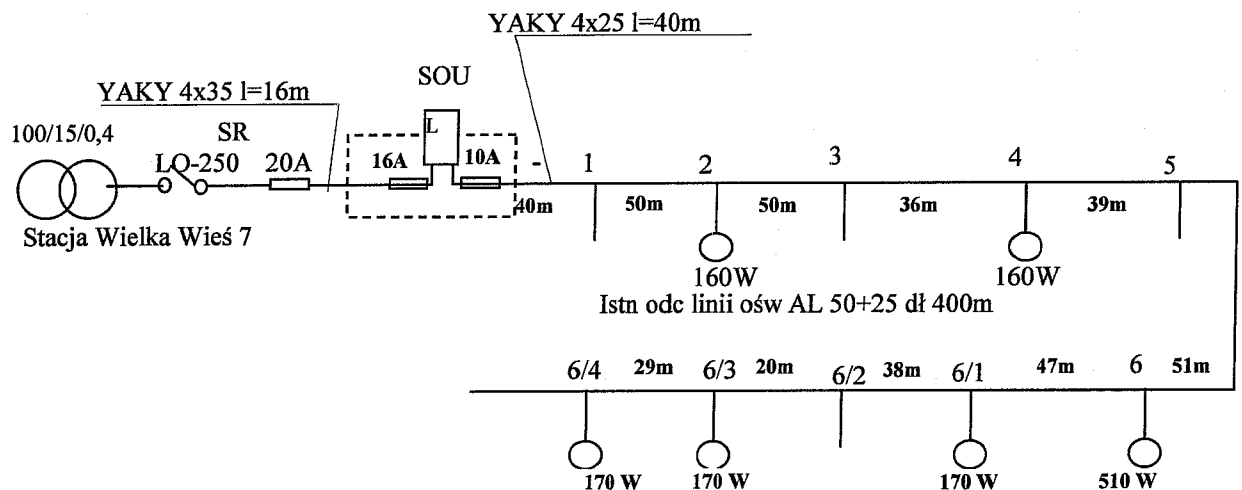 YAKY 4x25 l=40m
SOU
YAKY 4x35 l=16m
100/15/0,4
SR
LO-250
20A
16A
L
10A
-
1
2
3
4
5
40m
50m
50m
36m
39m
Stacja Wielka Wieś 7
160W
160W
Istn odc linii ośw AL 50+25 dł 400m
6/4
29m
6/3
20m
6/2
38m
6/1
47m
6
51m
170 W
170 W
170 W
510 W